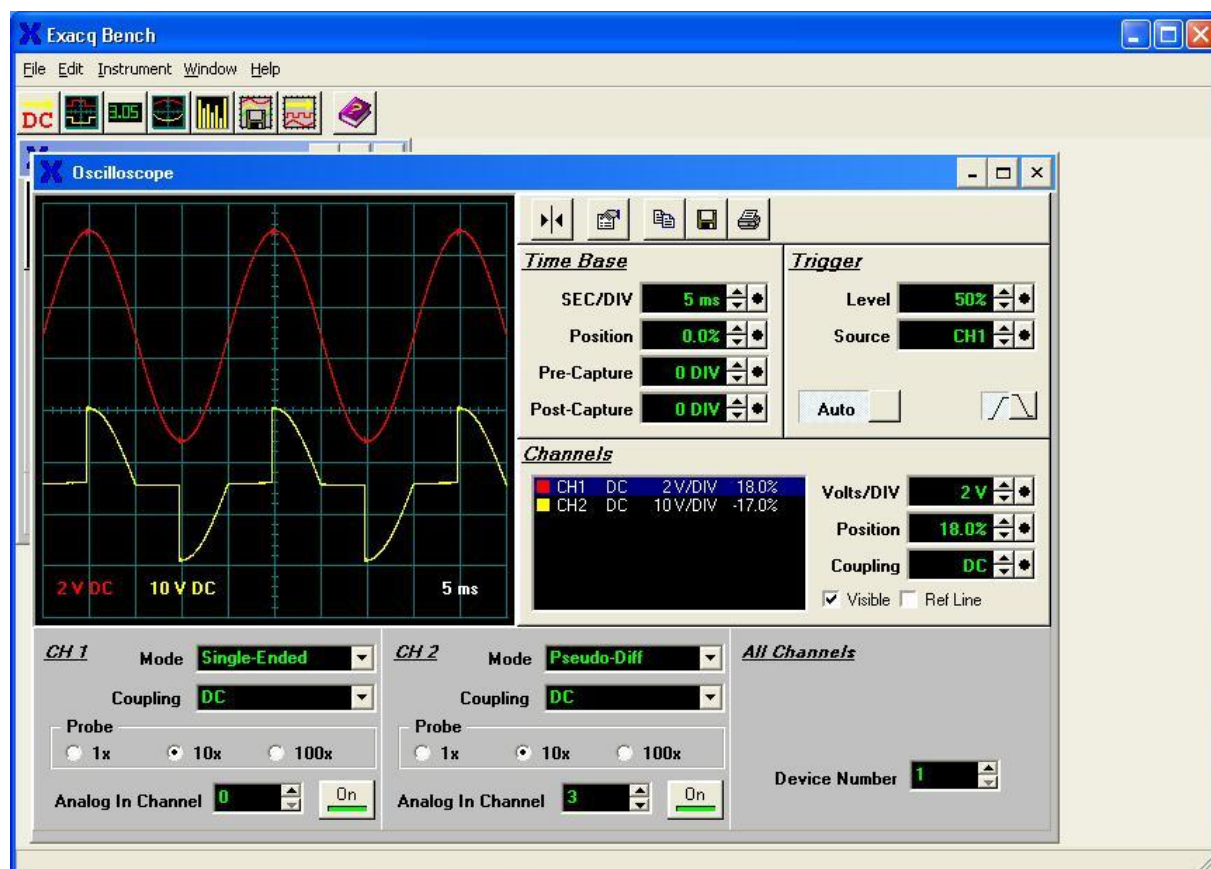 Exacq Bench
File Edit Instrument Window Help
DC 3.05
Oscilloscope
Time Base
SEC/DIV 5 ms
Position 0.0%
Pre-Capture 0 DIV
Post-Capture 0 DIV
Trigger
Level 50%
Source CH1
Auto
Channels
CH1 DC 2 V/DIV 18.0%
CH2 DC 10 V/DIV -17.0%
Volts/DIV 2 V
Position 18.0%
Coupling DC
Visible Ref Line
2 V DC 10 V DC 5 ms
CH 1
Mode Single-Ended
Coupling DC
Probe
1x 10x 100x
Analog In Channel 0 On
CH 2
Mode Pseudo-Diff
Coupling DC
Probe
1x 10x 100x
Analog In Channel 3 On
All Channels
Device Number 1